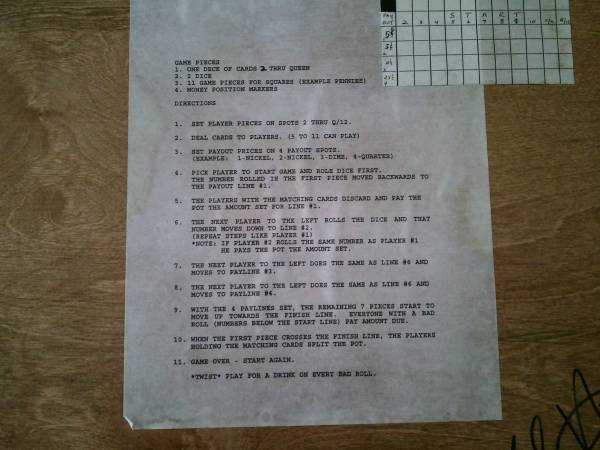 GAME PIECES
1. ONE DECK OF CARDS 2 THRU QUEEN
2. 2 DICE
3. 11 GAME PIECES FOR SQUARES (EXAMPLE PENNIES)
4. MONEY POSITION MARKERS
DIRECTIONS
1. SET PLAYER PIECES ON SPOTS 2 THRU Q/12.
2. DEAL CARDS TO PLAYERS. (5 TO 11 CAN PLAY)
3. SET PAYOUT PRICES ON 4 PAYOUT SPOTS.
(EXAMPLE: 1-NICKEL, 2-NICKEL, 3-DIME, 4-QUARTER)
4. PICK PLAYER TO START GAME AND ROLE DICE FIRST.
THE NUMBER ROLLED IS THE FIRST PIECE MOVED BACKWARDS TO
THE PAYOUT LINE #1.
5. THE PLAYERS WITH THE MATCHING CARDS DISCARD AND PAY THE
POT THE AMOUNT SET FOR LINE #1.
6. THE NEXT PLAYER TO THE LEFT ROLLS THE DICE AND THAT
NUMBER MOVES DOWN TO LINE #2.
(REPEAT STEPS LIKE PLAYER #1)
*NOTE: IF PLAYER #2 ROLLS THE SAME NUMBER AS PLAYER #1
HE PAYS THE POT THE AMOUNT SET.
7. THE NEXT PLAYER TO THE LEFT DOES THE SAME AS LINE #6 AND
MOVES TO PAYLINE #3.
8. THE NEXT PLAYER TO THE LEFT DOES THE SAME AS LINE #6 AND
MOVES TO PAYLINE #4.
9. WITH THE 4 PAYLINES SET, THE REMAINING 7 PIECES START TO
MOVE UP TOWARDS THE FINISH LINE. EVERYONE WITH A BAD
ROLL (NUMBERS BELOW THE START LINE) PAY AMOUNT DUE.
10. WHEN THE FIRST PIECE CROSSES THE FINISH LINE, THE PLAYERS
HOLDING THE MATCHING CARDS SPLIT THE POT.
11. GAME OVER - START AGAIN.
*TWIST* PLAY FOR A DRINK ON EVERY BAD ROLL.
PAY OUT
S T A R T
2 3 4 5 6 7 8 10